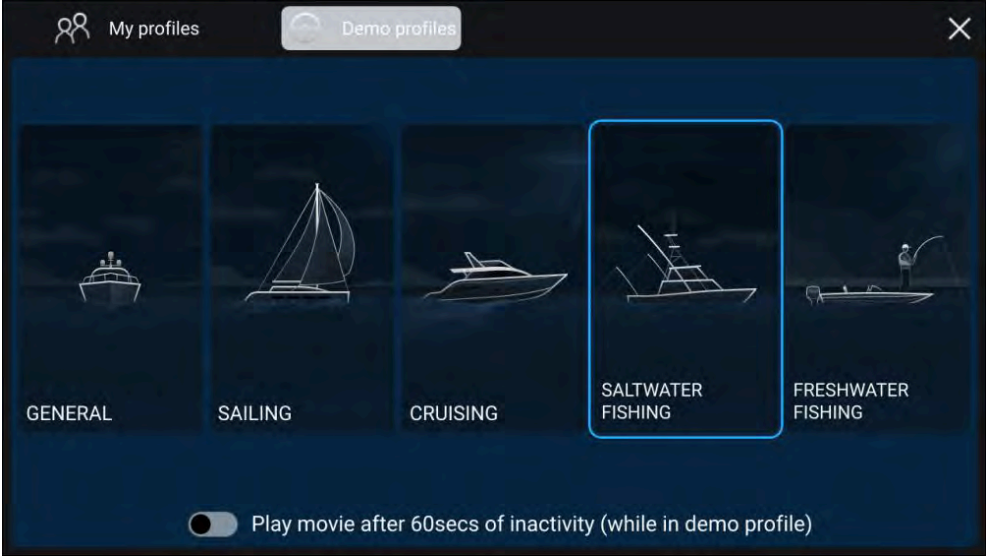 My profiles
Demo profiles
GENERAL
SAILING
CRUISING
SALTWATER
FISHING
FRESHWATER
FISHING
Play movie after 60secs of inactivity (while in demo profile)